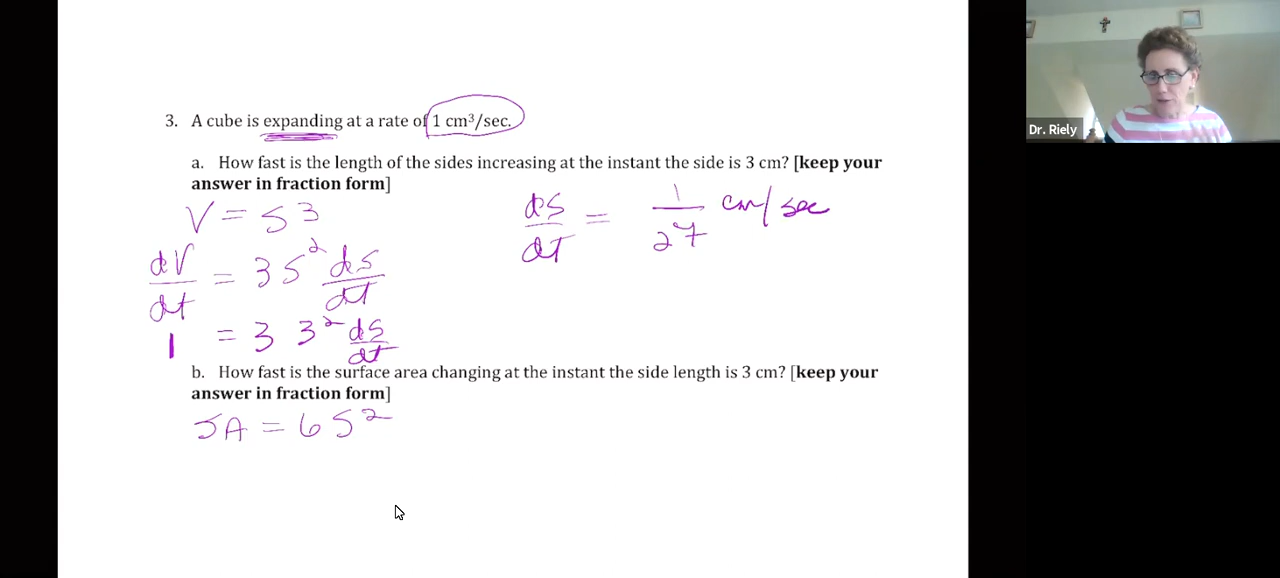 3. A cube is expanding at a rate of 1 cm³/sec.
a. How fast is the length of the sides increasing at the instant the side is 3 cm? [keep your
answer in fraction form]
V = S3
dS/dT = 1/27 cm/sec
dV/dt = 3S² ds/dT
1 = 3 3² ds/dt
b. How fast is the surface area changing at the instant the side length is 3 cm? [keep your
answer in fraction form]
SA = 6S²
Dr. Riely